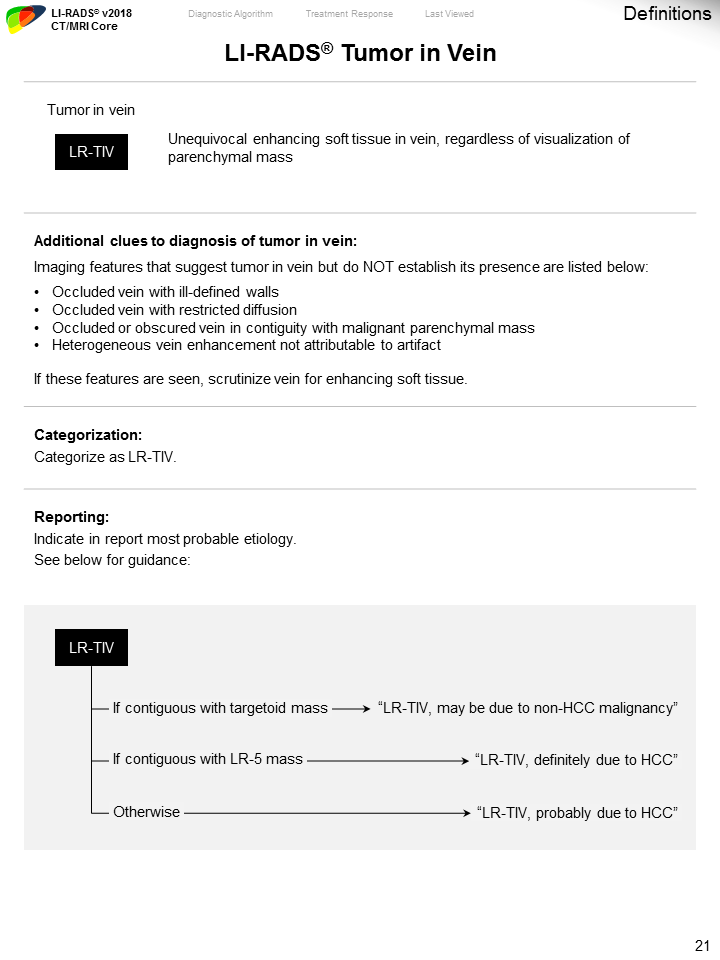 LI-RADS® v2018
CT/MRI Core
Diagnostic Algorithm
Treatment Response
Last Viewed
Definitions
LI-RADS® Tumor in Vein
Tumor in vein
LR-TIV
Unequivocal enhancing soft tissue in vein, regardless of visualization of
parenchymal mass
Additional clues to diagnosis of tumor in vein:
Imaging features that suggest tumor in vein but do NOT establish its presence are listed below:
• Occluded vein with ill-defined walls
• Occluded vein with restricted diffusion
• Occluded or obscured vein in contiguity with malignant parenchymal mass
• Heterogeneous vein enhancement not attributable to artifact
If these features are seen, scrutinize vein for enhancing soft tissue.
Categorization:
Categorize as LR-TIV.
Reporting:
Indicate in report most probable etiology.
See below for guidance:
LR-TIV
If contiguous with targetoid mass “LR-TIV, may be due to non-HCC malignancy”
If contiguous with LR-5 mass “LR-TIV, definitely due to HCC”
Otherwise “LR-TIV, probably due to HCC”
21